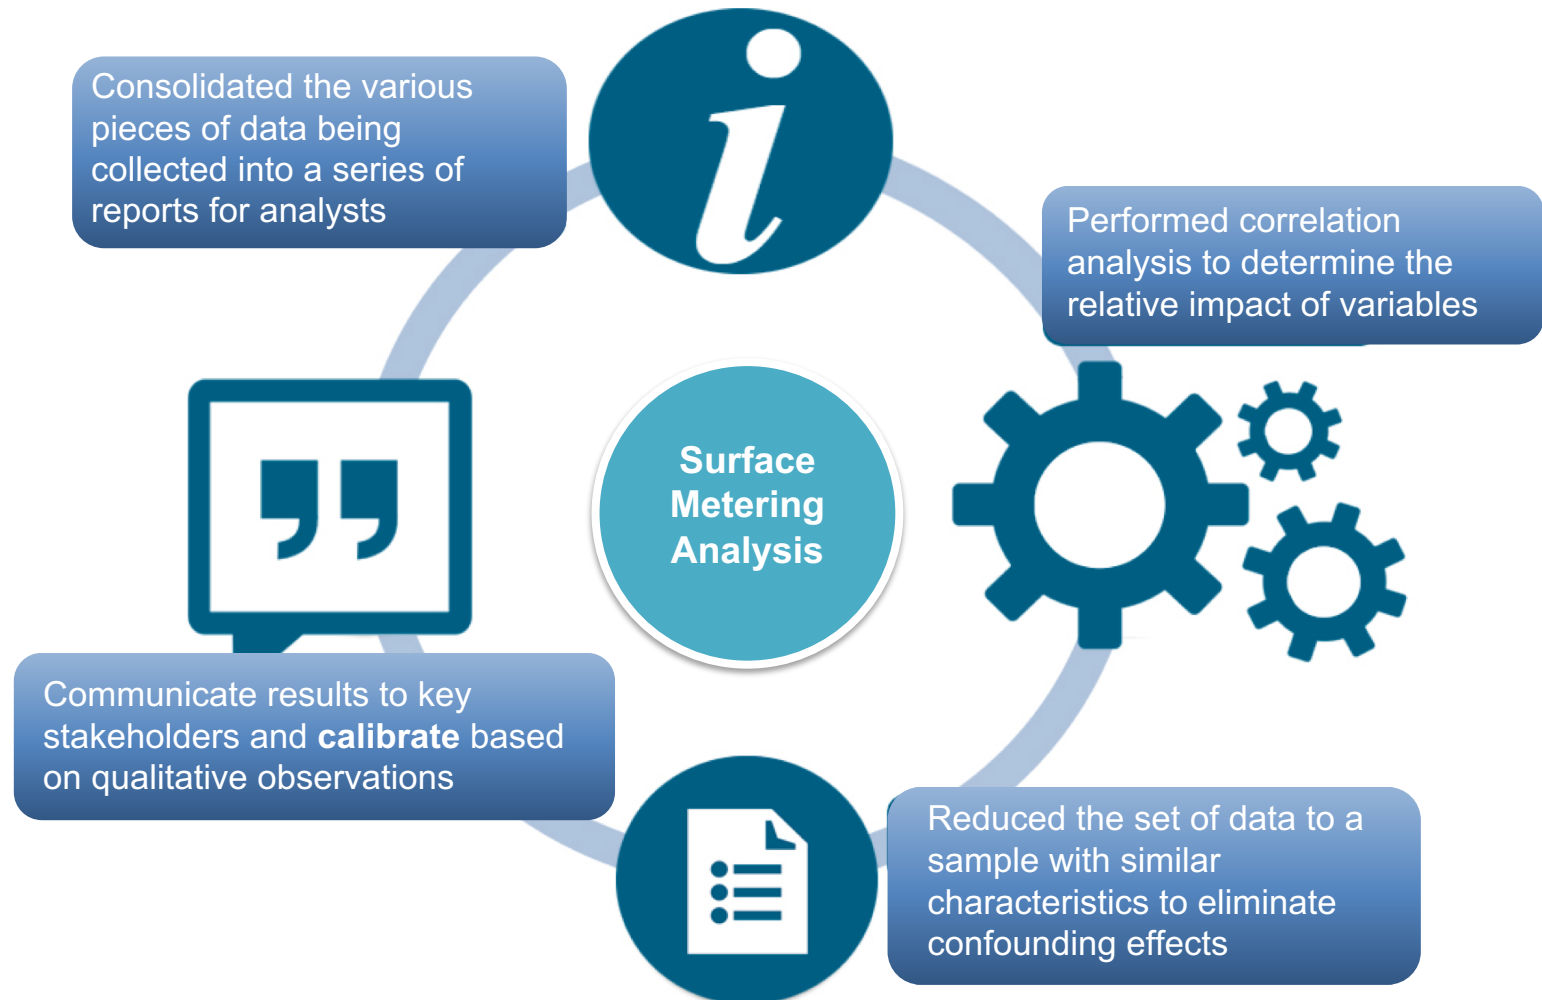 Consolidated the various
pieces of data being
collected into a series of
reports for analysts
Performed correlation
analysis to determine the
relative impact of variables
Surface
Metering
Analysis
Communicate results to key
stakeholders and calibrate based
on qualitative observations
Reduced the set of data to a
sample with similar
characteristics to eliminate
confounding effects